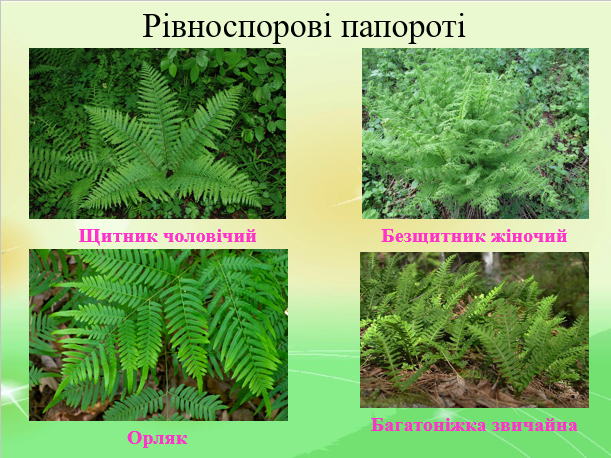 Рівноспорові папороті
Щитник чоловічий
Безщитник жіночий
Орляк
Багатоніжка звичайна